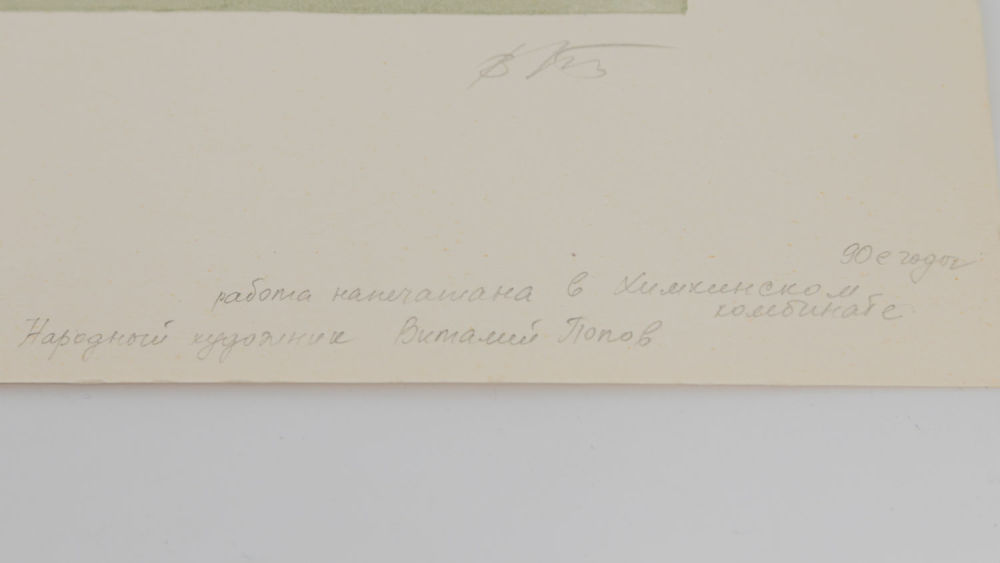 90е годы
работа напечатана в Химкинском
комбинате
Народный художник Виталий Попов